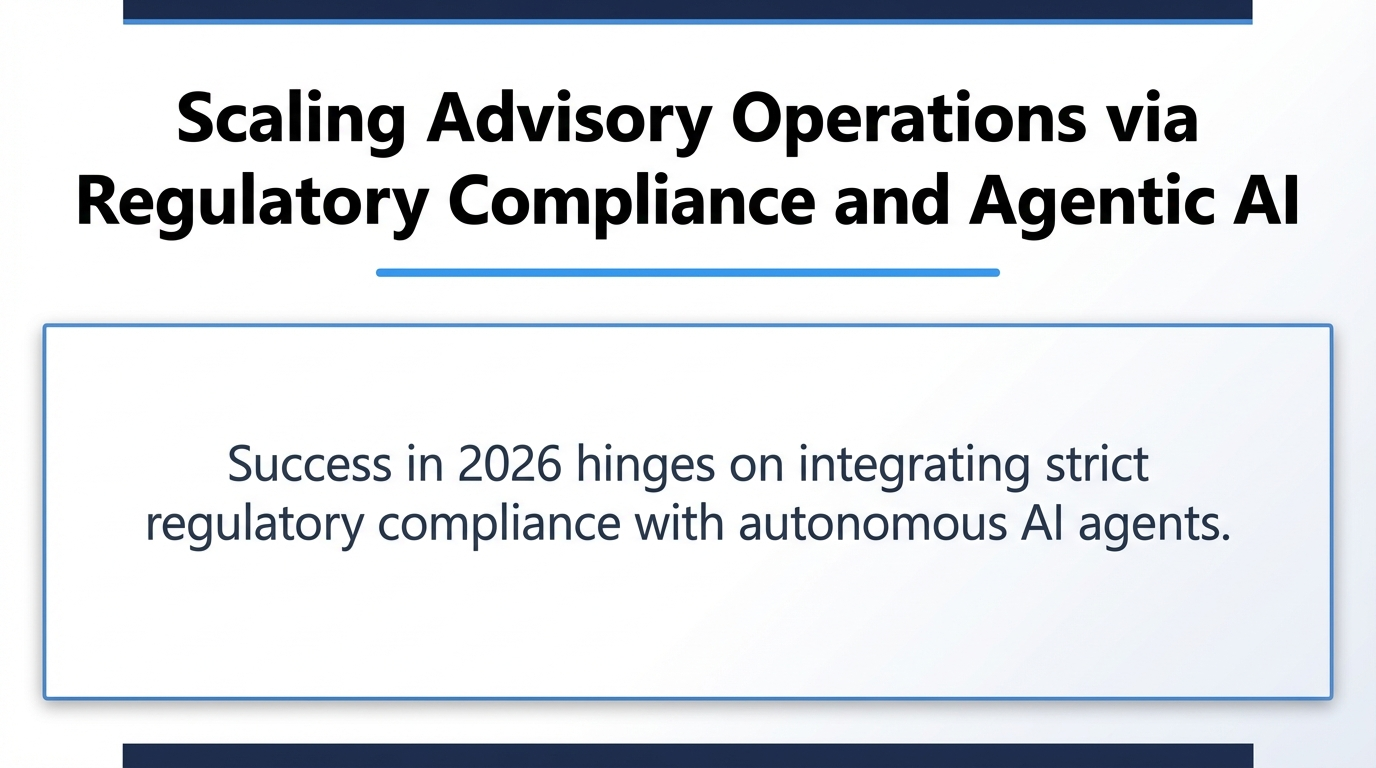 Scaling Advisory Operations via
Regulatory Compliance and Agentic AI
Success in 2026 hinges on integrating strict
regulatory compliance with autonomous AI agents.